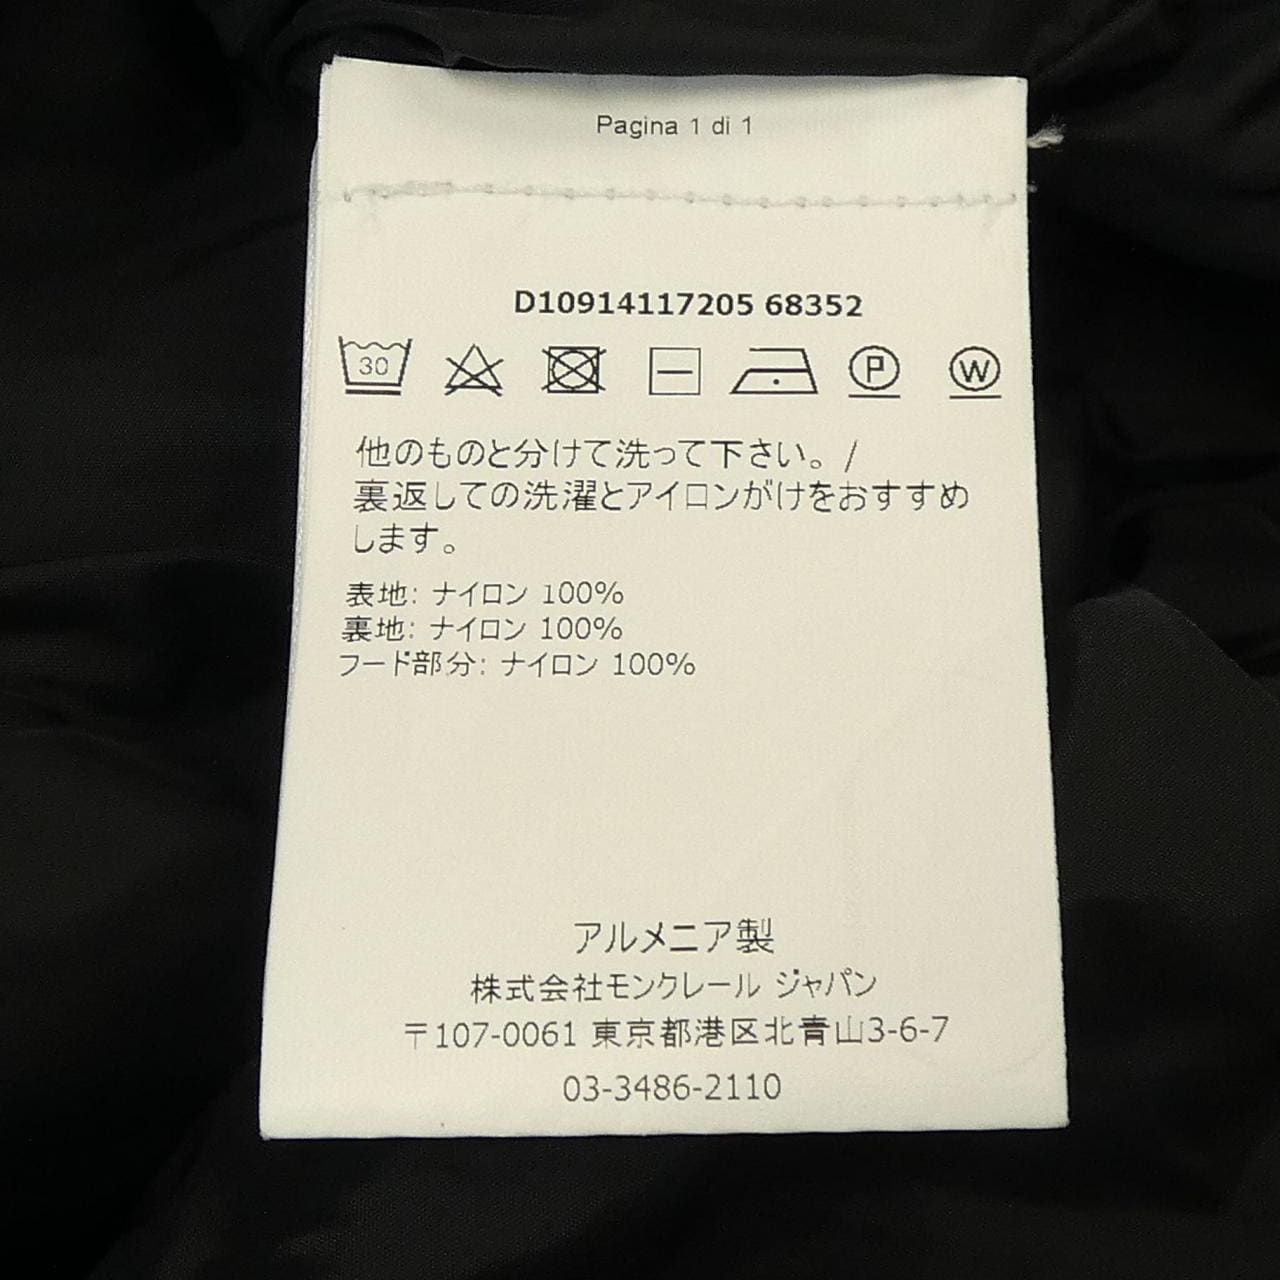 Pagina 1 di 1
D10914117205 68352
30
P
W
他のものと分けて洗って下さい。/
裏返しての洗濯とアイロンがけをおすすめ
します。
表地: ナイロン 100%
裏地: ナイロン 100%
フード部分: ナイロン 100%
アルメニア製
株式会社モンクレール ジャパン
〒107-0061 東京都港区北青山3-6-7
03-3486-2110